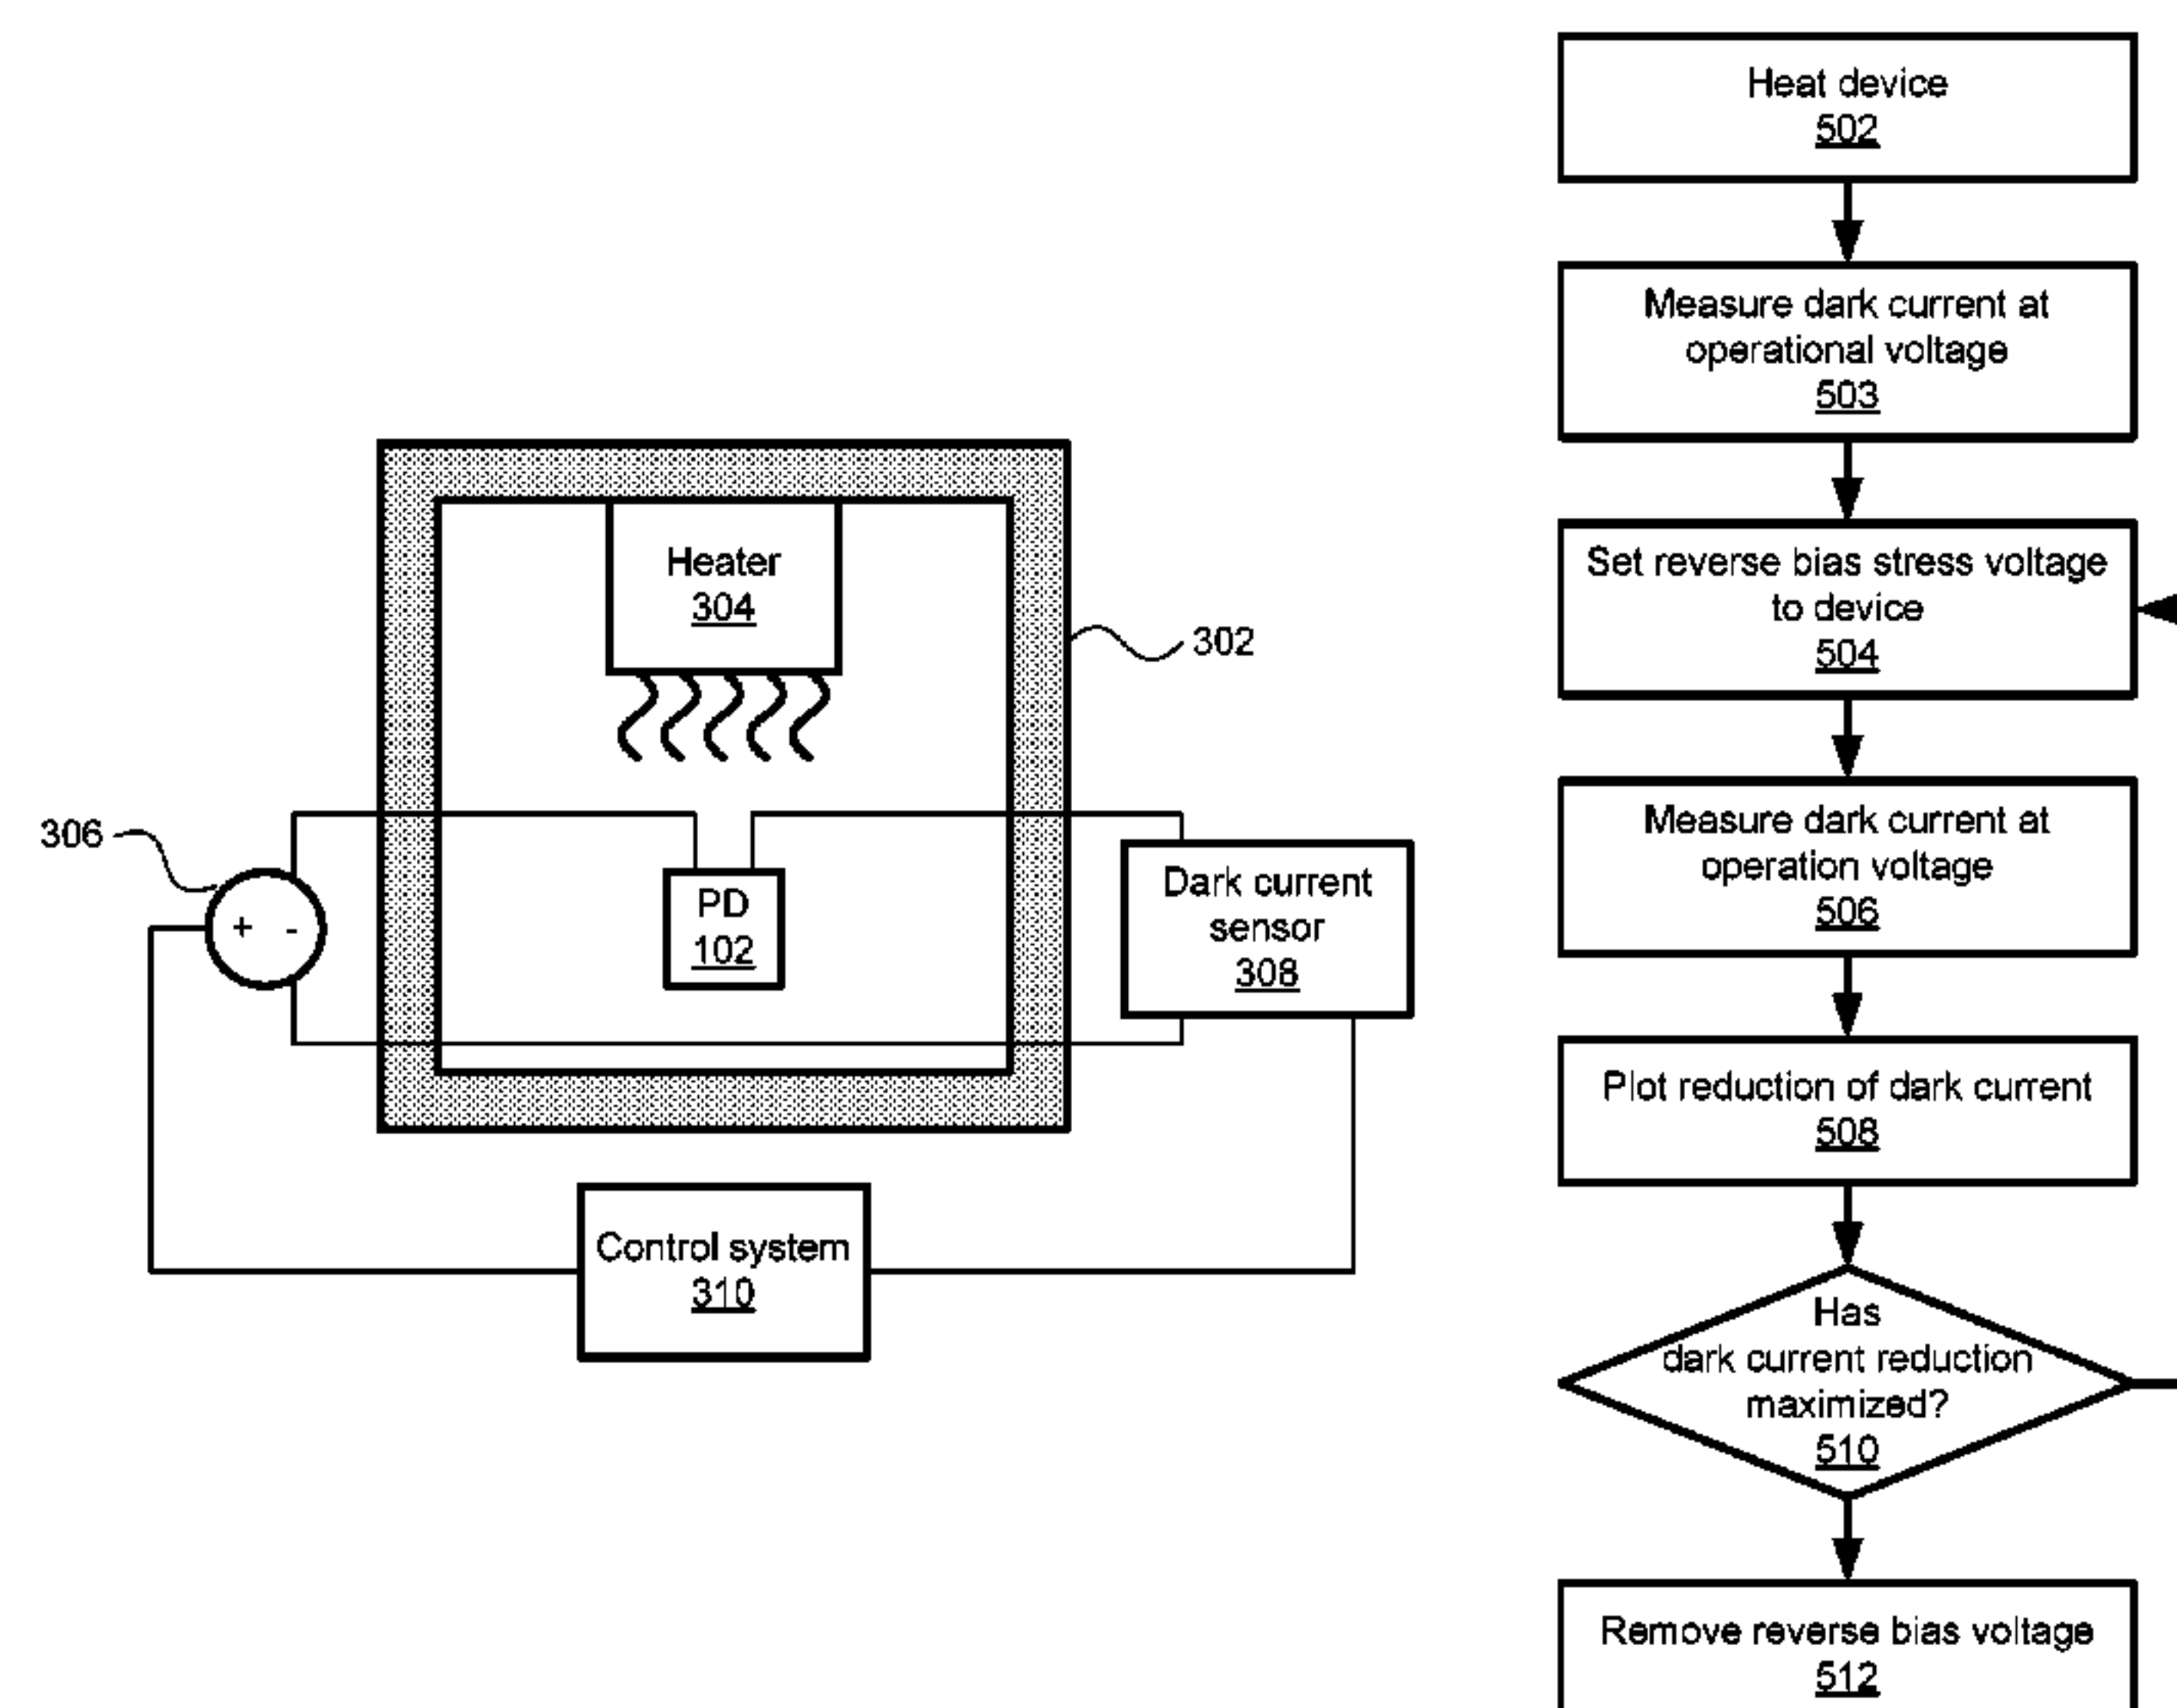 Heater
304
302
306
+ -
PD
102
Dark current
sensor
308
Control system
310
Heat device
502
Measure dark current at
operational voltage
503
Set reverse bias stress voltage
to device
504
Measure dark current at
operation voltage
506
Plot reduction of dark current
508
Has
dark current reduction
maximized?
510
Remove reverse bias voltage
512